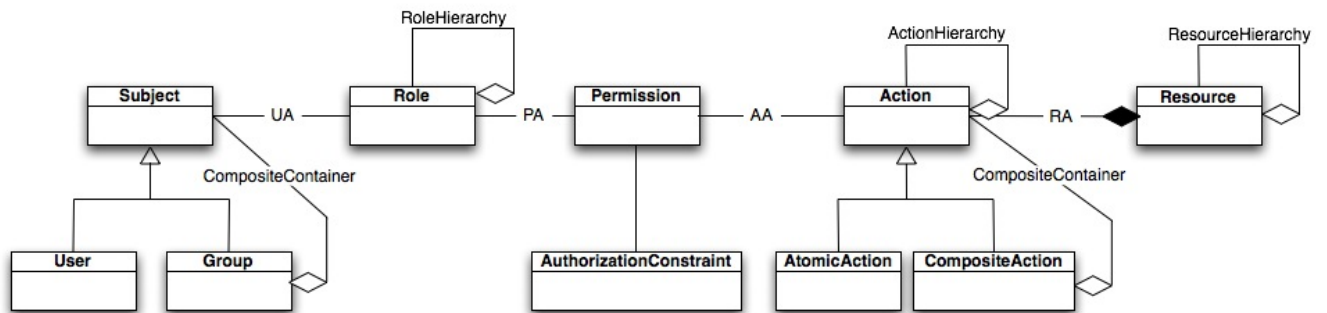 RoleHierarchy
ActionHierarchy
ResourceHierarchy
Subject
Role
Permission
Action
Resource
UA
PA
AA
RA
CompositeContainer
CompositeContainer
User
Group
AuthorizationConstraint
AtomicAction
CompositeAction